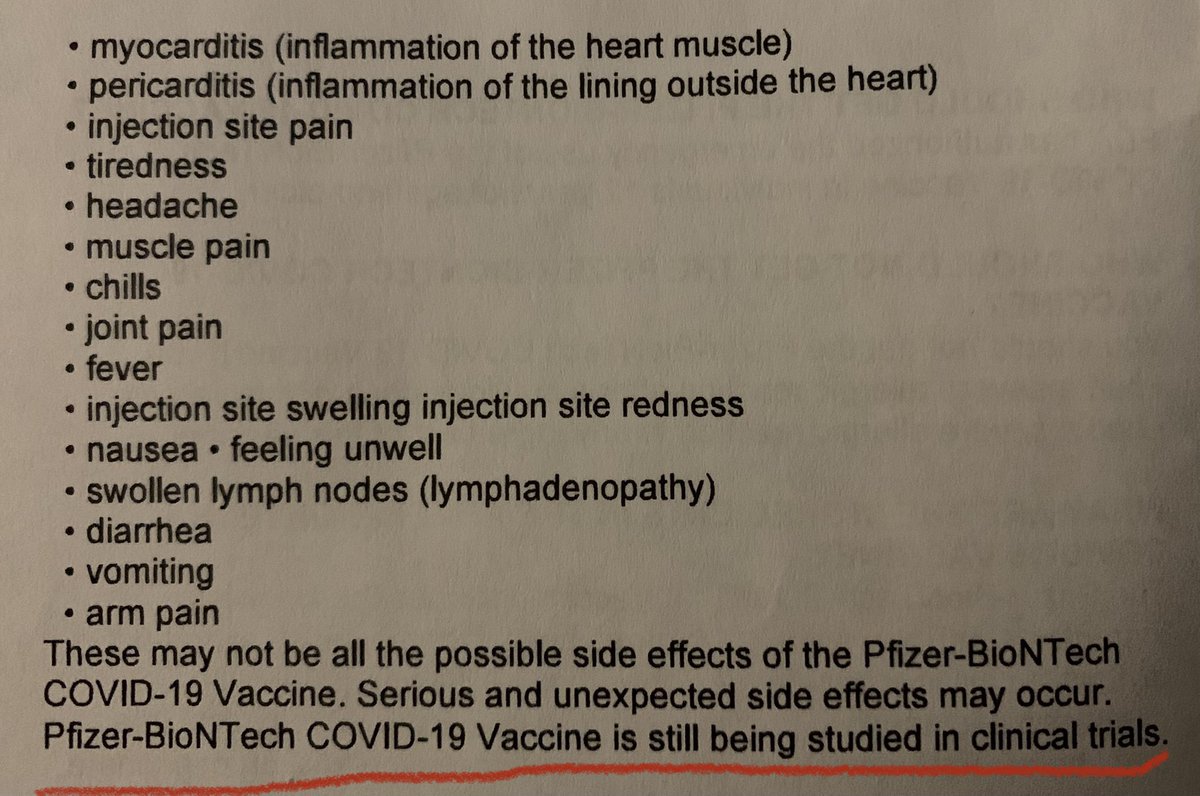 • myocarditis (inflammation of the heart muscle)
• pericarditis (inflammation of the lining outside the heart)
• injection site pain
• tiredness
• headache
• muscle pain
• chills
• joint pain
• fever
• injection site swelling injection site redness
• nausea • feeling unwell
• swollen lymph nodes (lymphadenopathy)
• diarrhea
• vomiting
• arm pain
These may not be all the possible side effects of the Pfizer-BioNTech
COVID-19 Vaccine. Serious and unexpected side effects may occur.
Pfizer-BioNTech COVID-19 Vaccine is still being studied in clinical trials.